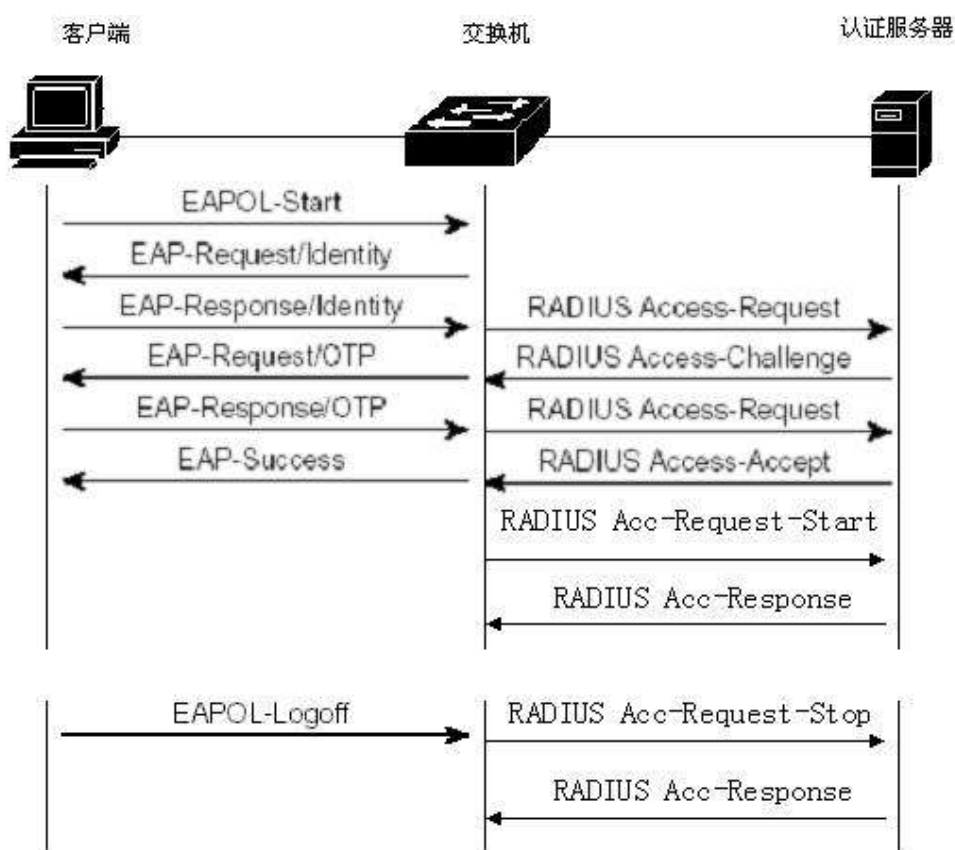 客户端
交换机
认证服务器
EAPOL-Start
EAP-Request/Identity
EAP-Response/Identity
RADIUS Access-Request
EAP-Request/OTP
RADIUS Access-Challenge
EAP-Response/OTP
RADIUS Access-Request
EAP-Success
RADIUS Access-Accept
RADIUS Acc-Request-Start
RADIUS Acc-Response
EAPOL-Logoff
RADIUS Acc-Request-Stop
RADIUS Acc-Response